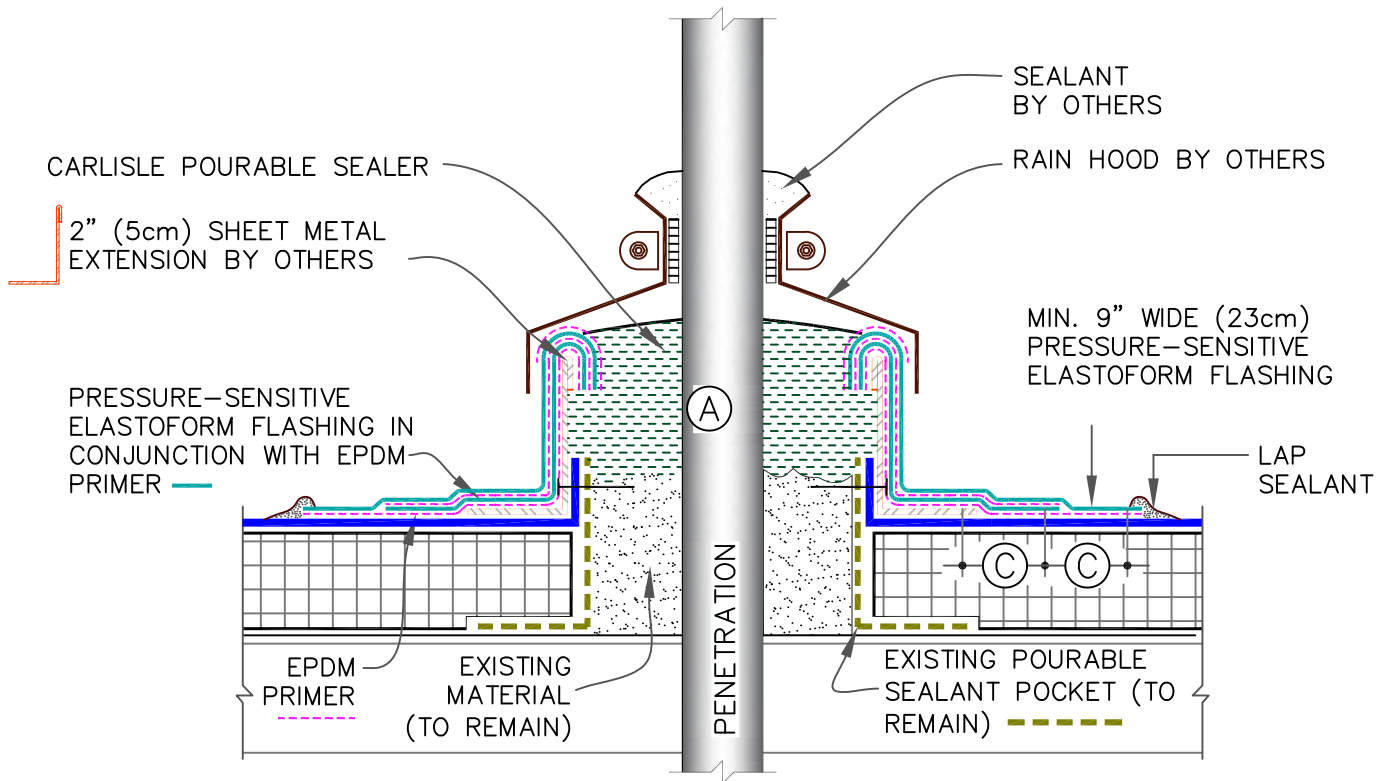 SEALANT
BY OTHERS
CARLISLE POURABLE SEALER
RAIN HOOD BY OTHERS
2” (5cm) SHEET METAL
EXTENSION BY OTHERS
MIN. 9” WIDE (23cm)
PRESSURE–SENSITIVE
ELASTOFORM FLASHING
PRESSURE–SENSITIVE
ELASTOFORM FLASHING IN
CONJUNCTION WITH EPDM
PRIMER
A
LAP
SEALANT
C
C
PENETRATION
EPDM
PRIMER
EXISTING
MATERIAL
(TO REMAIN)
EXISTING POURABLE
SEALANT POCKET (TO
REMAIN)